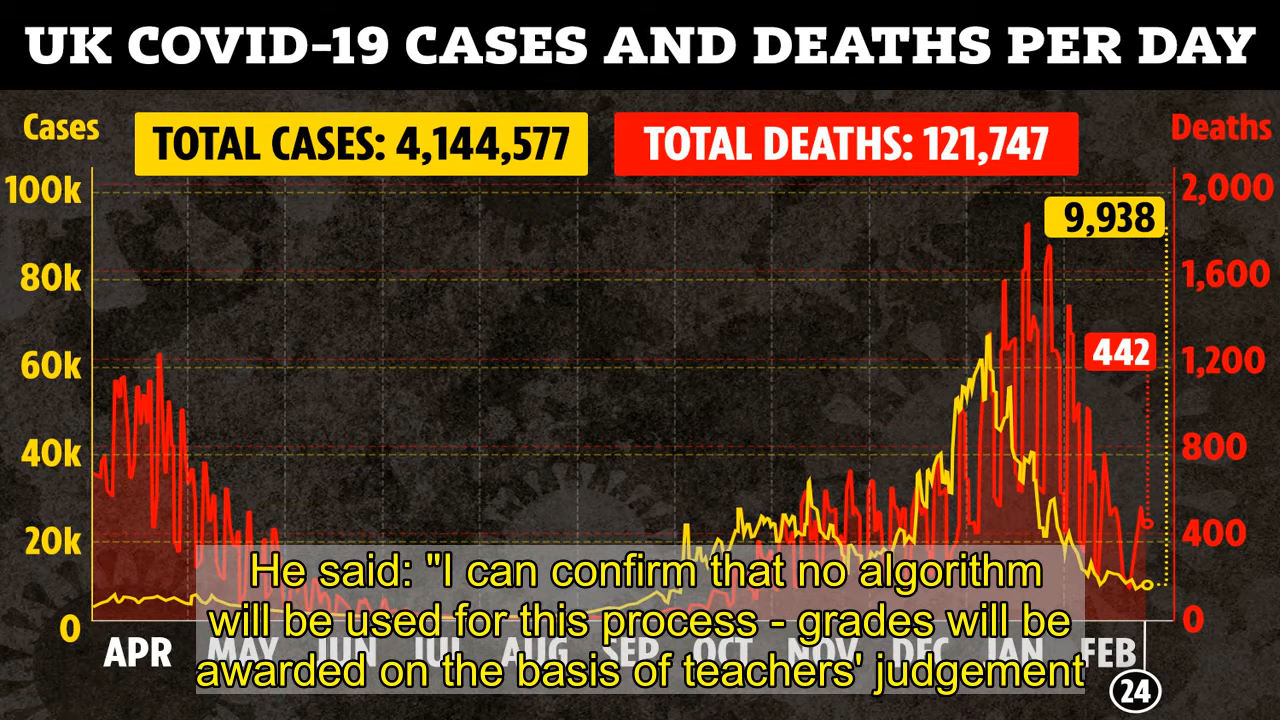 UK COVID-19 CASES AND DEATHS PER DAY
Cases
TOTAL CASES: 4,144,577
TOTAL DEATHS: 121,747
Deaths
100k
2,000
9,938
80k
1,600
60k
442
1,200
40k
800
20k
400
0
0
He said: "I can confirm that no algorithm
will be used for this process - grades will be
awarded on the basis of teachers' judgement
APR MAY JUN JUL AUG SEP OCT NOV DEC JAN FEB
24